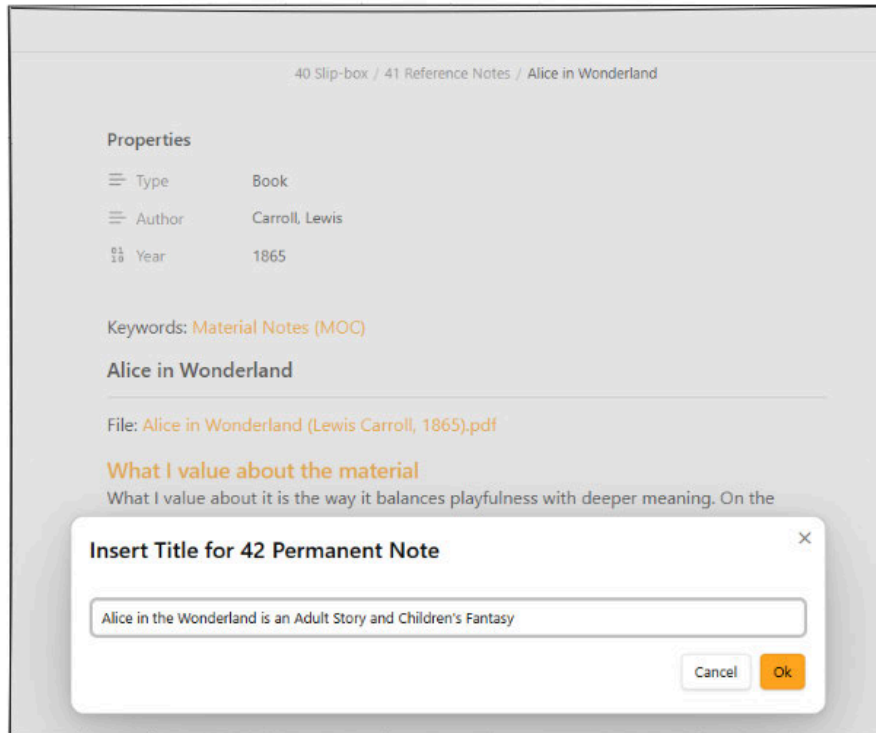 40 Slip-box / 41 Reference Notes / Alice in Wonderland
Properties
Type Book
Author Carroll, Lewis
Year 1865
Keywords: Material Notes (MOC)
Alice in Wonderland
File: Alice in Wonderland (Lewis Carroll, 1865).pdf
What I value about the material
What I value about it is the way it balances playfulness with deeper meaning. On the
Insert Title for 42 Permanent Note
Alice in the Wonderland is an Adult Story and Children's Fantasy
Cancel Ok